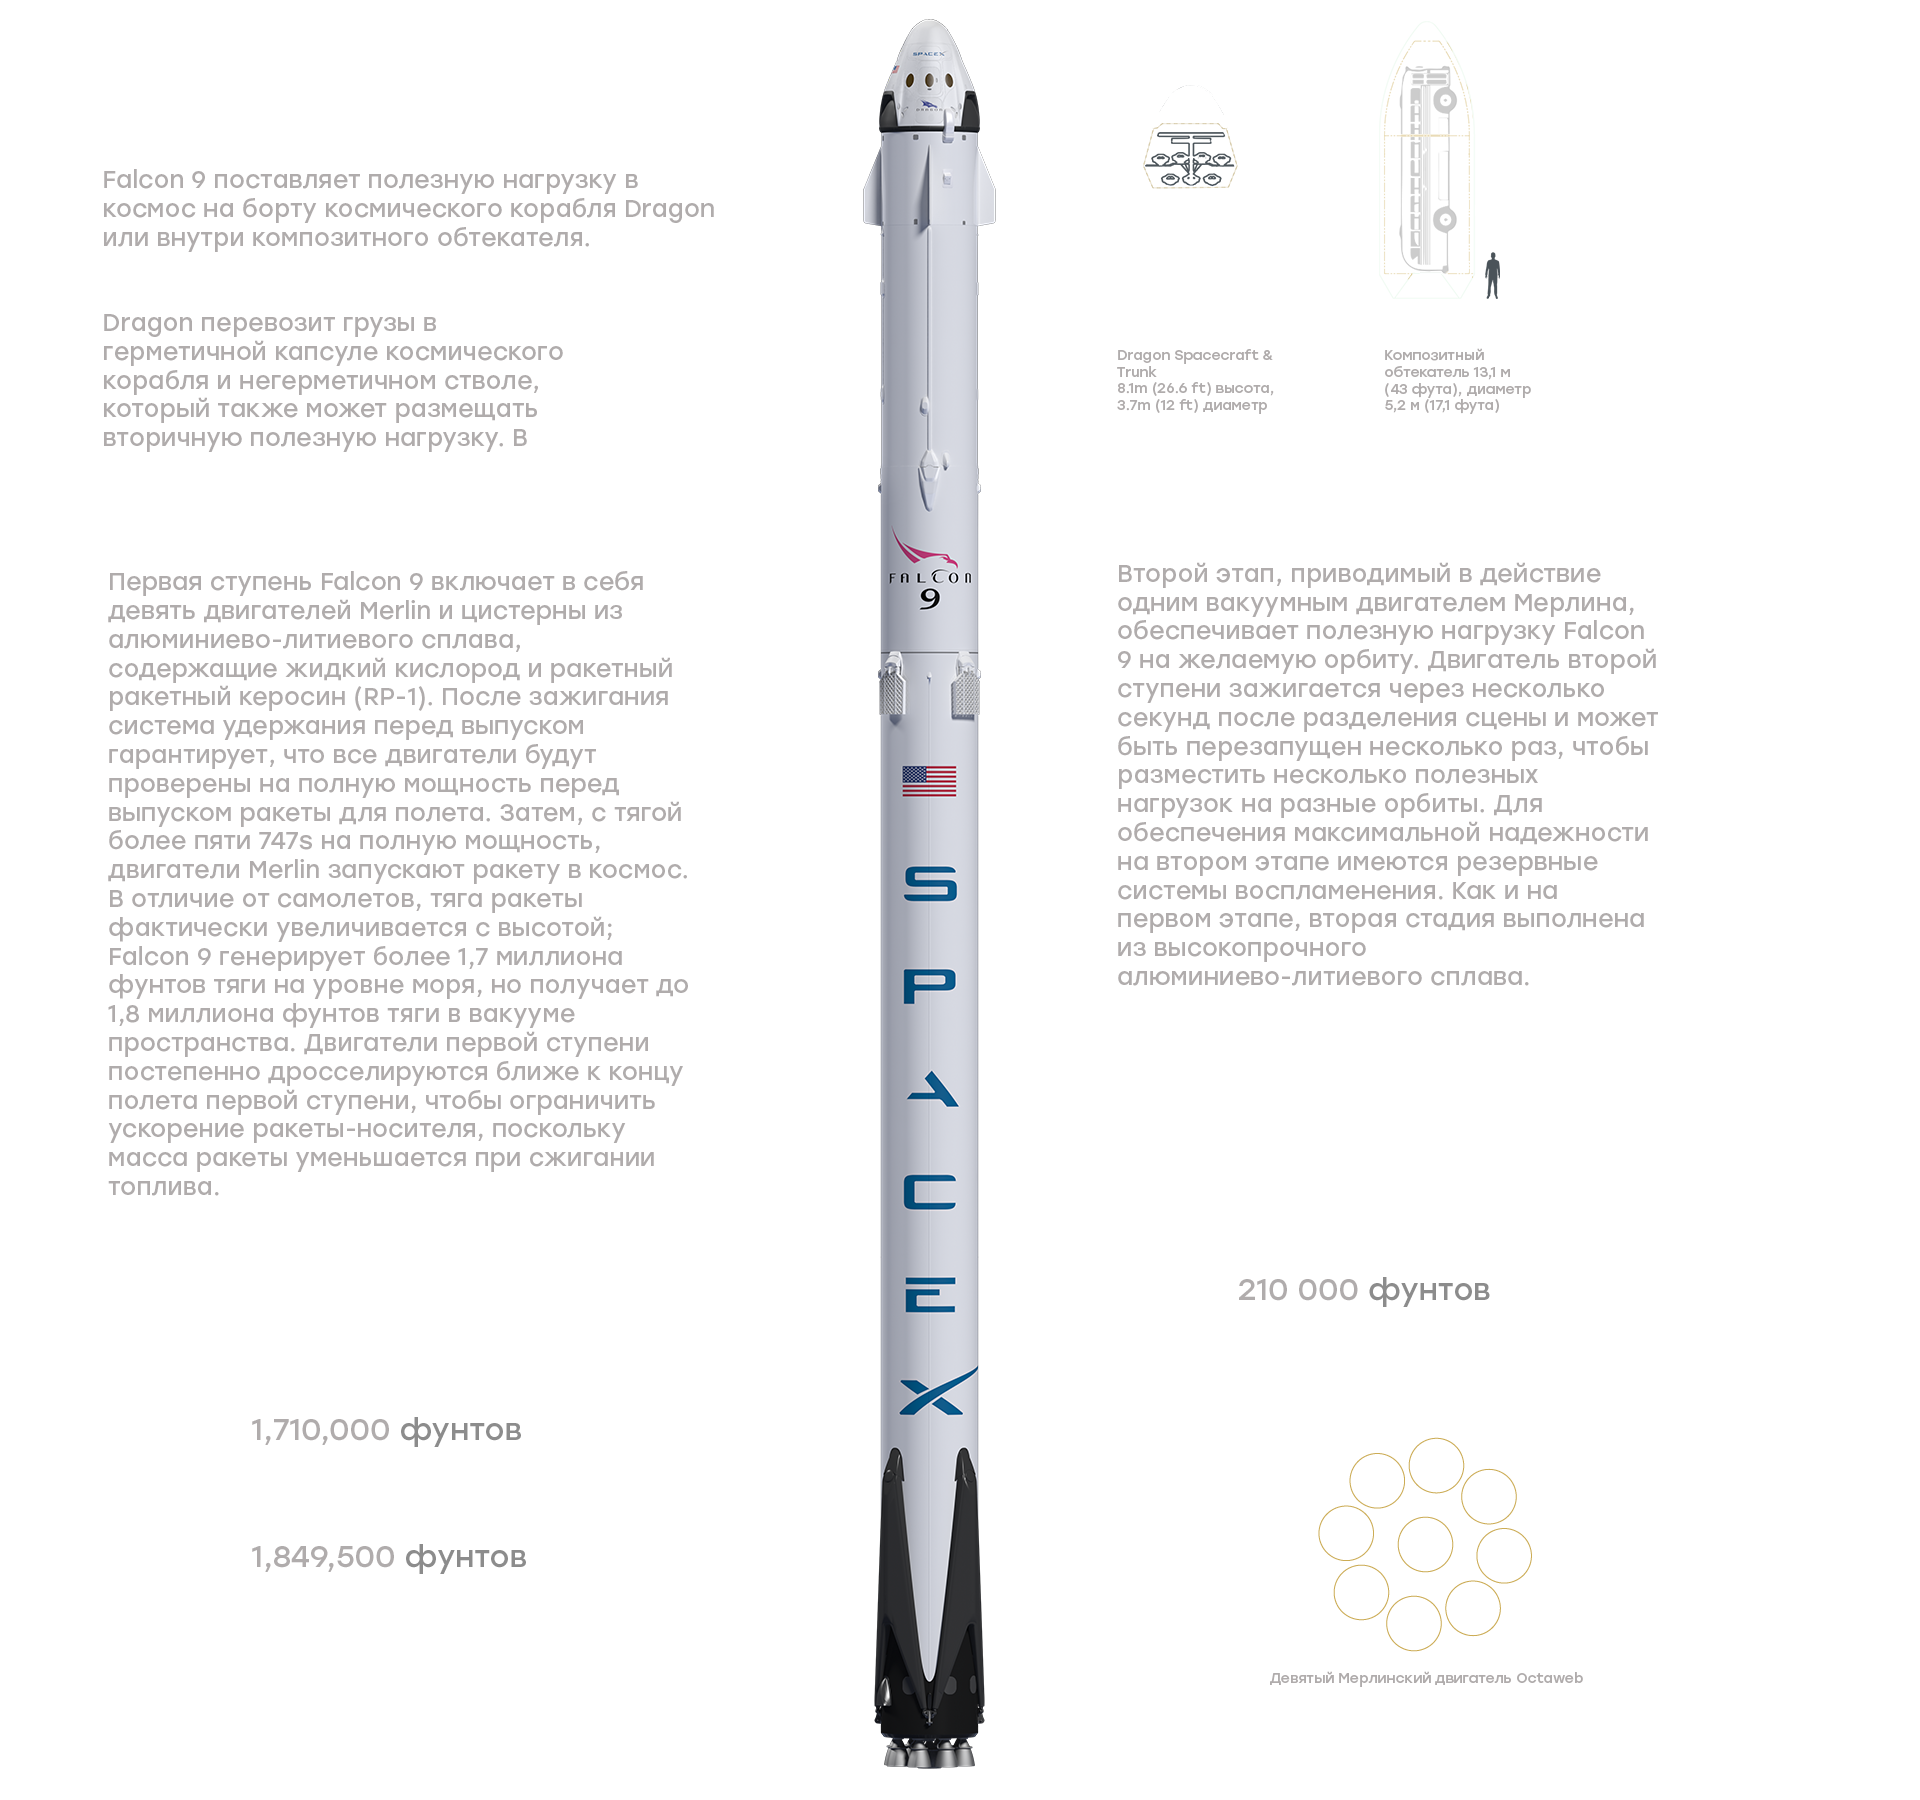 Falcon 9 поставляет полезную нагрузку в
космос на борту космического корабля Dragon
или внутри композитного обтекателя.
Dragon перевозит грузы в
герметичной капсуле космического
корабля и негерметичном стволе,
который также может размещать
вторичную полезную нагрузку. В
Первая ступень Falcon 9 включает в себя
девять двигателей Merlin и цистерны из
алюминиево-литиевого сплава,
содержащие жидкий кислород и ракетный
ракетный керосин (RP-1). После зажигания
система удержания перед выпуском
гарантирует, что все двигатели будут
проверены на полную мощность перед
выпуском ракеты для полета. Затем, с тягой
более пяти 747s на полную мощность,
двигатели Merlin запускают ракету в космос.
В отличие от самолетов, тяга ракеты
фактически увеличивается с высотой;
Falcon 9 генерирует более 1,7 миллиона
фунтов тяги на уровне моря, но получает до
1,8 миллиона фунтов тяги в вакууме
пространства. Двигатели первой ступени
постепенно дросселируются ближе к концу
полета первой ступени, чтобы ограничить
ускорение ракеты-носителя, поскольку
масса ракеты уменьшается при сжигании
топлива.
1,710,000 фунтов
1,849,500 фунтов
SPACEX
DRAGON
FALCON
9
S
P
A
C
E
X
Dragon Spacecraft &
Trunk
8.1m (26.6 ft) высота,
3.7m (12 ft) диаметр
Композитный
обтекатель 13,1 м
(43 фута), диаметр
5,2 м (17,1 фута)
Второй этап, приводимый в действие
одним вакуумным двигателем Мерлина,
обеспечивает полезную нагрузку Falcon
9 на желаемую орбиту. Двигатель второй
ступени зажигается через несколько
секунд после разделения сцены и может
быть перезапущен несколько раз, чтобы
разместить несколько полезных
нагрузок на разные орбиты. Для
обеспечения максимальной надежности
на втором этапе имеются резервные
системы воспламенения. Как и на
первом этапе, вторая стадия выполнена
из высокопрочного
алюминиево-литиевого сплава.
210 000 фунтов
Девятый Мерлинский двигатель Octaweb